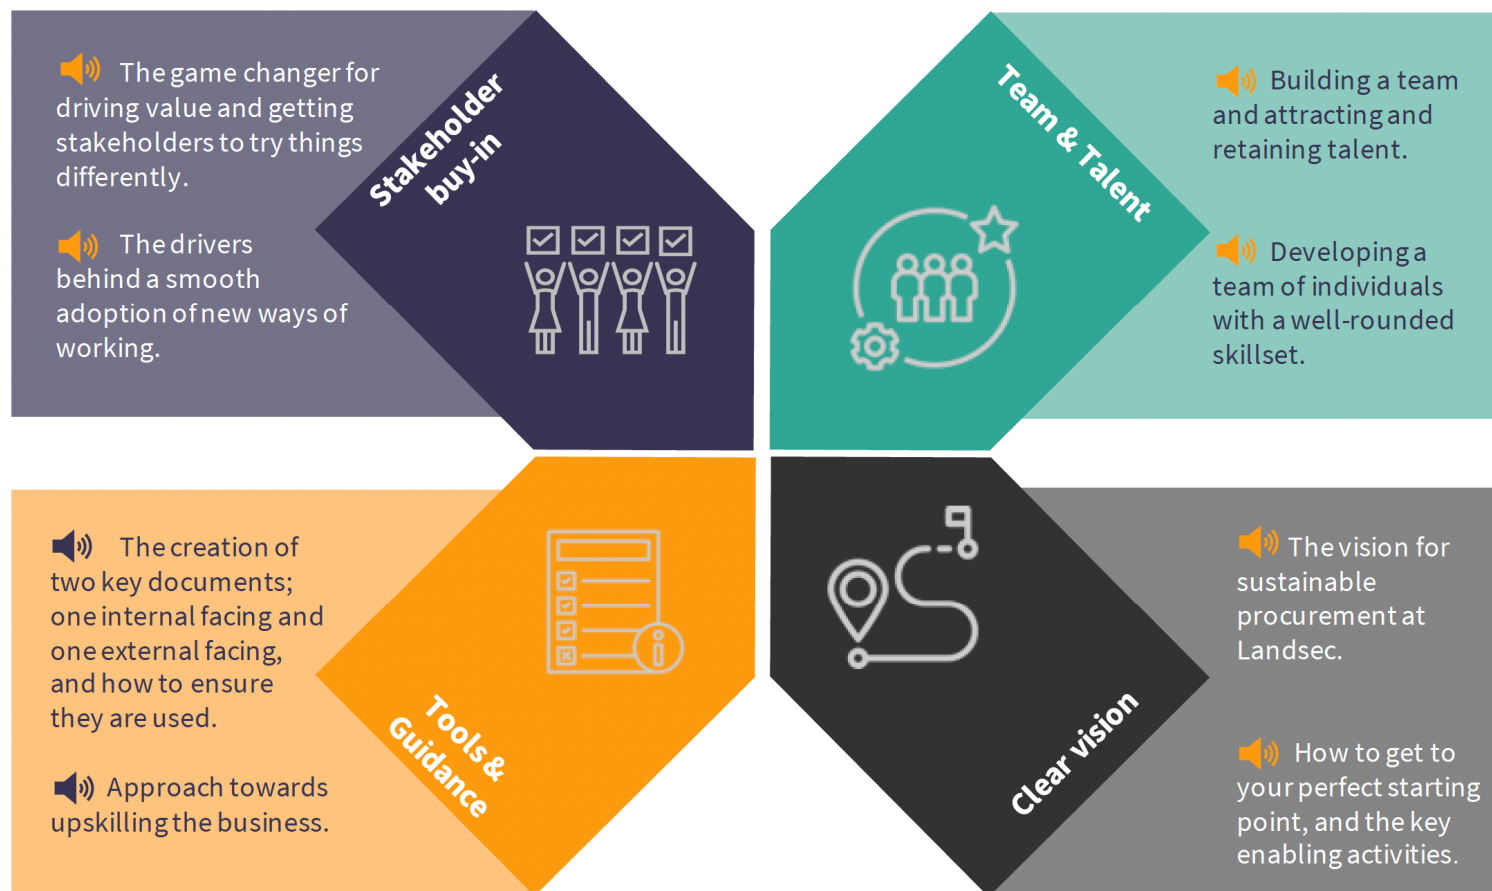 The game changer for
driving value and getting
stakeholders to try things
differently.
The drivers
behind a smooth
adoption of new ways of
working.
Stakeholder
buy-in
Team & Talent
Building a team
and attracting and
retaining talent.
Developing a
team of individuals
with a well-rounded
skillset.
The creation of
two key documents;
one internal facing and
one external facing,
and how to ensure
they are used.
Approach towards
upskilling the business.
Tools &
Guidance
Clear vision
The vision for
sustainable
procurement at
Landsec.
How to get to
your perfect starting
point, and the key
enabling activities.